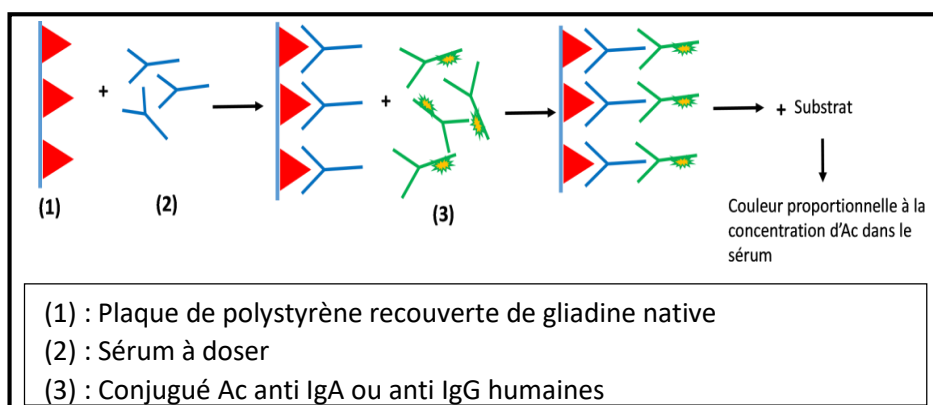 +
+
+ Substrat
(1)
(2)
(3)
Couleur proportionnelle à la
concentration d'Ac dans le
sérum
(1) : Plaque de polystyrène recouverte de gliadine native
(2) : Sérum à doser
(3) : Conjugué Ac anti IgA ou anti IgG humaines